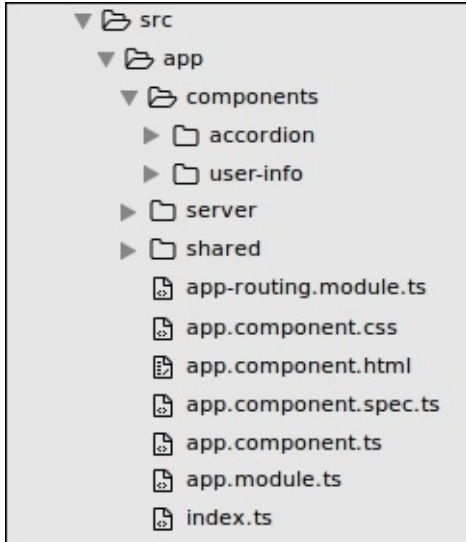 src
app
components
accordion
user-info
server
shared
app-routing.module.ts
app.component.css
app.component.html
app.component.spec.ts
app.component.ts
app.module.ts
index.ts